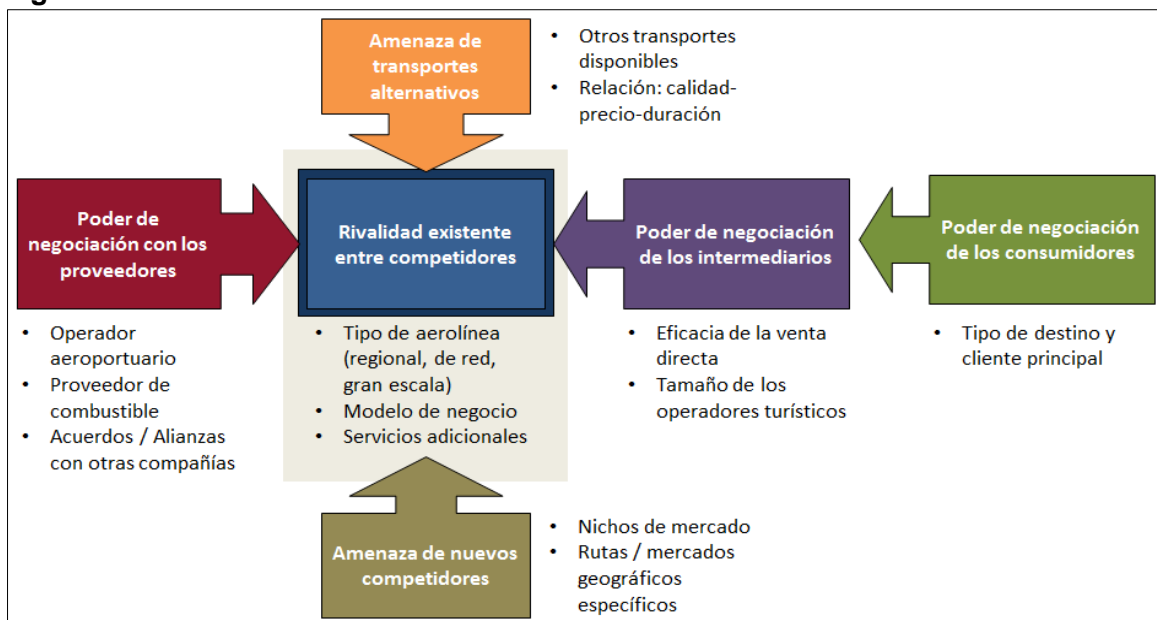 Amenaza de
transportes
alternativos
• Otros transportes
disponibles
• Relación: calidad-
precio-duración
Poder de
negociación con los
proveedores
Rivalidad existente
entre competidores
Poder de negociación
de los intermediarios
Poder de negociación
de los consumidores
• Operador
aeroportuario
• Proveedor de
combustible
• Acuerdos / Alianzas
con otras compañías
• Tipo de aerolínea
(regional, de red,
gran escala)
• Modelo de negocio
• Servicios adicionales
• Eficacia de la venta
directa
• Tamaño de los
operadores turísticos
• Tipo de destino y
cliente principal
Amenaza de nuevos
competidores
• Nichos de mercado
• Rutas / mercados
geográficos
específicos